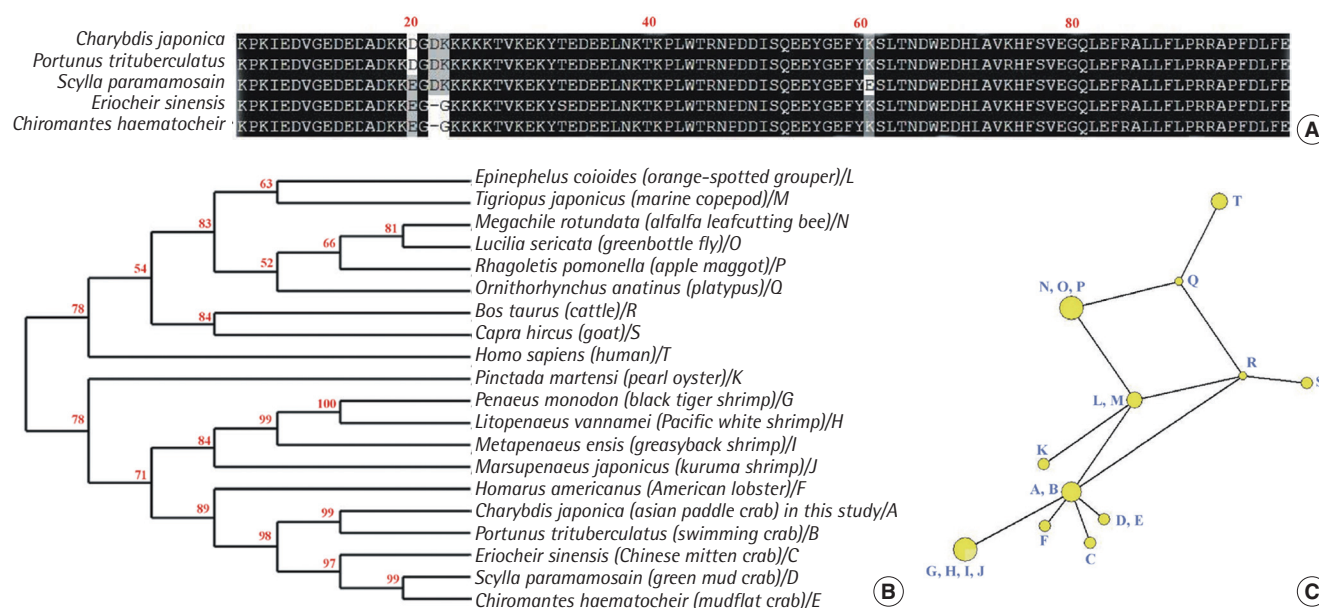 20 40 60 80
Charybdis japonica KPKIEDVGEDEDADKKDGDKKKKKTVKEKYTEDEELNKTKPLWTRNPDDISQEEYGEFYKSLTNDWEDHLAVKHFSVEGQLEFRALLFLPRRAPFDLFE
Portunus trituberculatus KPKIEDVGEDEDADKKDGDKKKKKTVKEKYTEDEELNKTKPLWTRNPDDISQEEYGEFYKSLTNDWEDHLAVKHFSVEGQLEFRALLFLPRRAPFDLFE
Scylla paramamosain KPKIEDVGEDEDADKKEGDKKKKKTVKEKYTEDEELNKTKPLWTRNPDDISQEEYGEFYESLTNDWEDHLAVKHFSVEGQLEFRALLFLPRRAPFDLFE
Eriocheir sinensis KPKIEDVGEDEDADKKEG-GKKKKTVKEKYSEDEELNKTKPLWTRNPDNISQEEYGEFYKSLTNDWEDHLAVKHFSVEGQLEFRALLFLPRRAPFDLFE
Chiromantes haematocheir KPKIEDVGEDEDADKKEG-GKKKKTVKEKYTEDEELNKTKPLWTRNPDDISQEEYGEFYKSLTNDWEDHLAVKHFSVEGQLEFRALLFLPRRAPFDLFE
A
63 Epinephelus coioides (orange-spotted grouper)/L
Tigriopus japonicus (marine copepod)/M
83
81 Megachile rotundata (alfalfa leafcutting bee)/N
66 Lucilia sericata (greenbottle fly)/O
54 52 Rhagoletis pomonella (apple maggot)/P
Ornithorhynchus anatinus (platypus)/Q
78 84 Bos taurus (cattle)/R
Capra hircus (goat)/S
Homo sapiens (human)/T
Pinctada martensi (pearl oyster)/K
78 100 Penaeus monodon (black tiger shrimp)/G
99 Litopenaeus vannamei (Pacific white shrimp)/H
84 Metapenaeus ensis (greasyback shrimp)/I
71 Marsupenaeus japonicus (kuruma shrimp)/J
Homarus americanus (American lobster)/F
89 99 Charybdis japonica (asian paddle crab) in this study/A
98 Portunus trituberculatus (swimming crab)/B
97 Eriocheir sinensis (Chinese mitten crab)/C
99 Scylla paramamosain (green mud crab)/D
Chiromantes haematocheir (mudflat crab)/E
B
T
Q
N, O, P
R
S
L, M
K
A, B
D, E
F
C
G, H, I, J
C